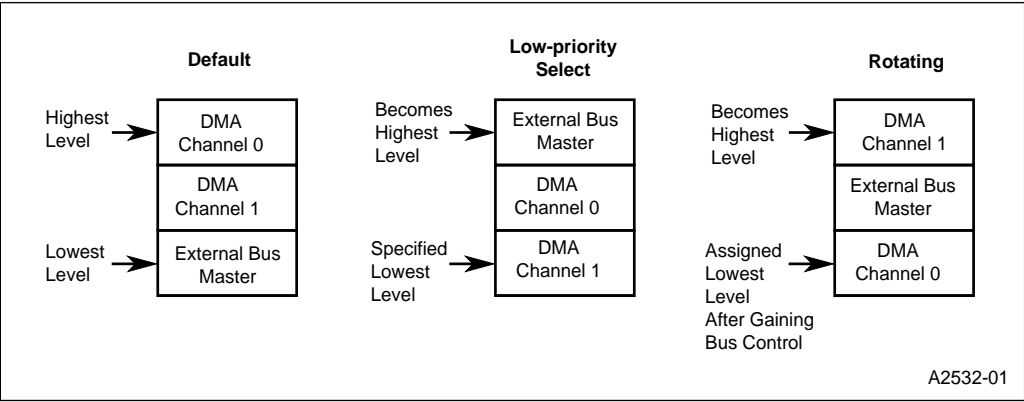 Default
Highest
Level
DMA
Channel 0
DMA
Channel 1
Lowest
Level
External Bus
Master
Low-priority
Select
Becomes
Highest
Level
External Bus
Master
DMA
Channel 0
Specified
Lowest
Level
DMA
Channel 1
Rotating
Becomes
Highest
Level
DMA
Channel 1
External Bus
Master
Assigned
Lowest
Level
After Gaining
Bus Control
DMA
Channel 0
A2532-01